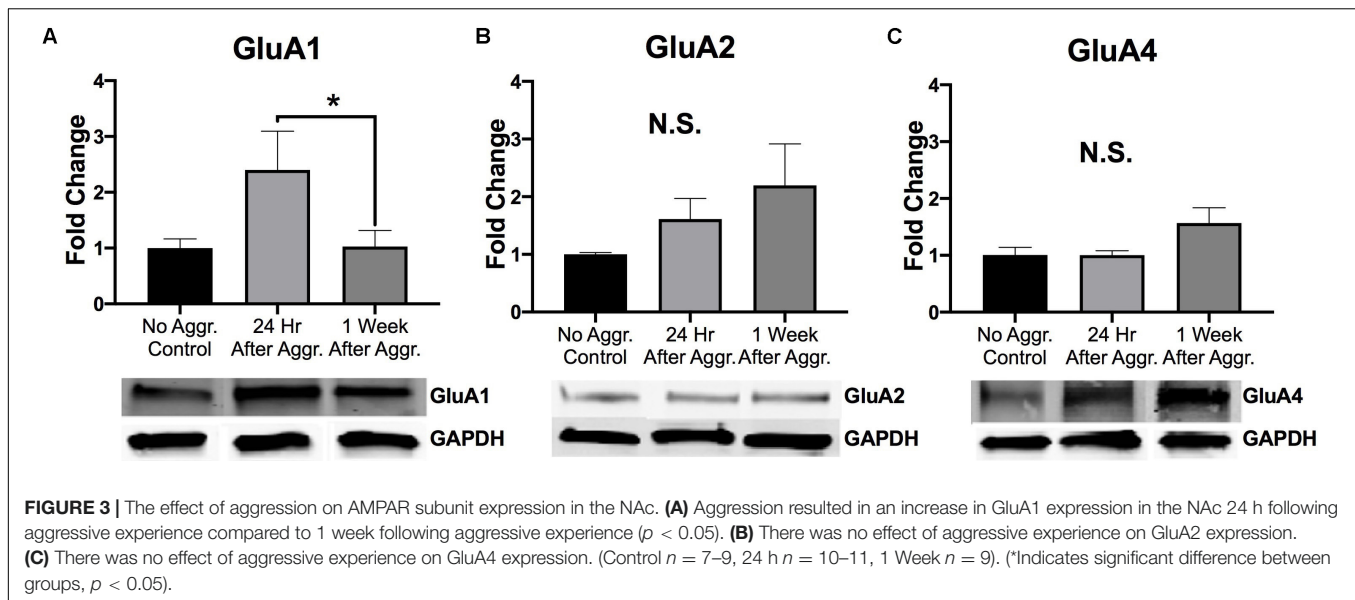 A
GluA1
Fold Change
4
3
2
1
0
*
No Aggr.
Control
24 Hr
After Aggr.
1 Week
After Aggr.
GluA1
GAPDH
B
GluA2
Fold Change
4
3
2
1
0
N.S.
No Aggr.
Control
24 Hr
After Aggr.
1 Week
After Aggr.
GluA2
GAPDH
C
GluA4
Fold Change
4
3
2
1
0
N.S.
No Aggr.
Control
24 Hr
After Aggr.
1 Week
After Aggr.
GluA4
GAPDH
FIGURE 3 | The effect of aggression on AMPAR subunit expression in the NAc. (A) Aggression resulted in an increase in GluA1 expression in the NAc 24 h following
aggressive experience compared to 1 week following aggressive experience (p < 0.05). (B) There was no effect of aggressive experience on GluA2 expression.
(C) There was no effect of aggressive experience on GluA4 expression. (Control n = 7–9, 24 h n = 10–11, 1 Week n = 9). (*Indicates significant difference between
groups, p < 0.05).